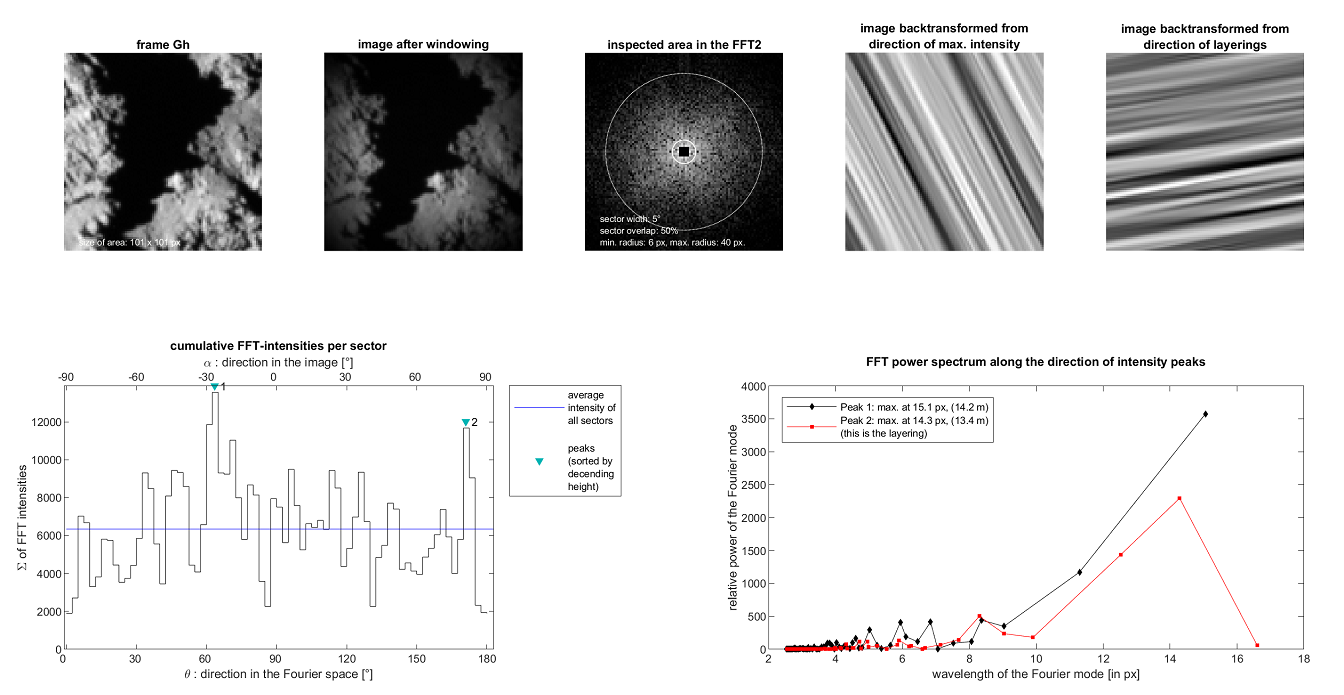 frame Gh
image after windowing
inspected area in the FFT2
image backtransformed from
direction of max. intensity
image backtransformed from
direction of layerings
size of area: 101 x 101 px
sector width: 5°
sector overlap: 50%
min. radius: 6 px, max. radius: 40 px.
cumulative FFT-intensities per sector
α : direction in the image [°]
-90 -60 -30 0 30 60 90
1
2
12000
10000
8000
6000
4000
2000
0
Σ of FFT intensities
0 30 60 90 120 150 180
θ : direction in the Fourier space [°]
average
intensity of
all sectors
peaks
(sorted by
decending
height)
FFT power spectrum along the direction of intensity peaks
Peak 1: max. at 15.1 px, (14.2 m)
Peak 2: max. at 14.3 px, (13.4 m)
(this is the layering)
4000
3500
3000
2500
2000
1500
1000
500
0
relative power of the Fourier mode
2 4 6 8 10 12 14 16 18
wavelength of the Fourier mode [in px]